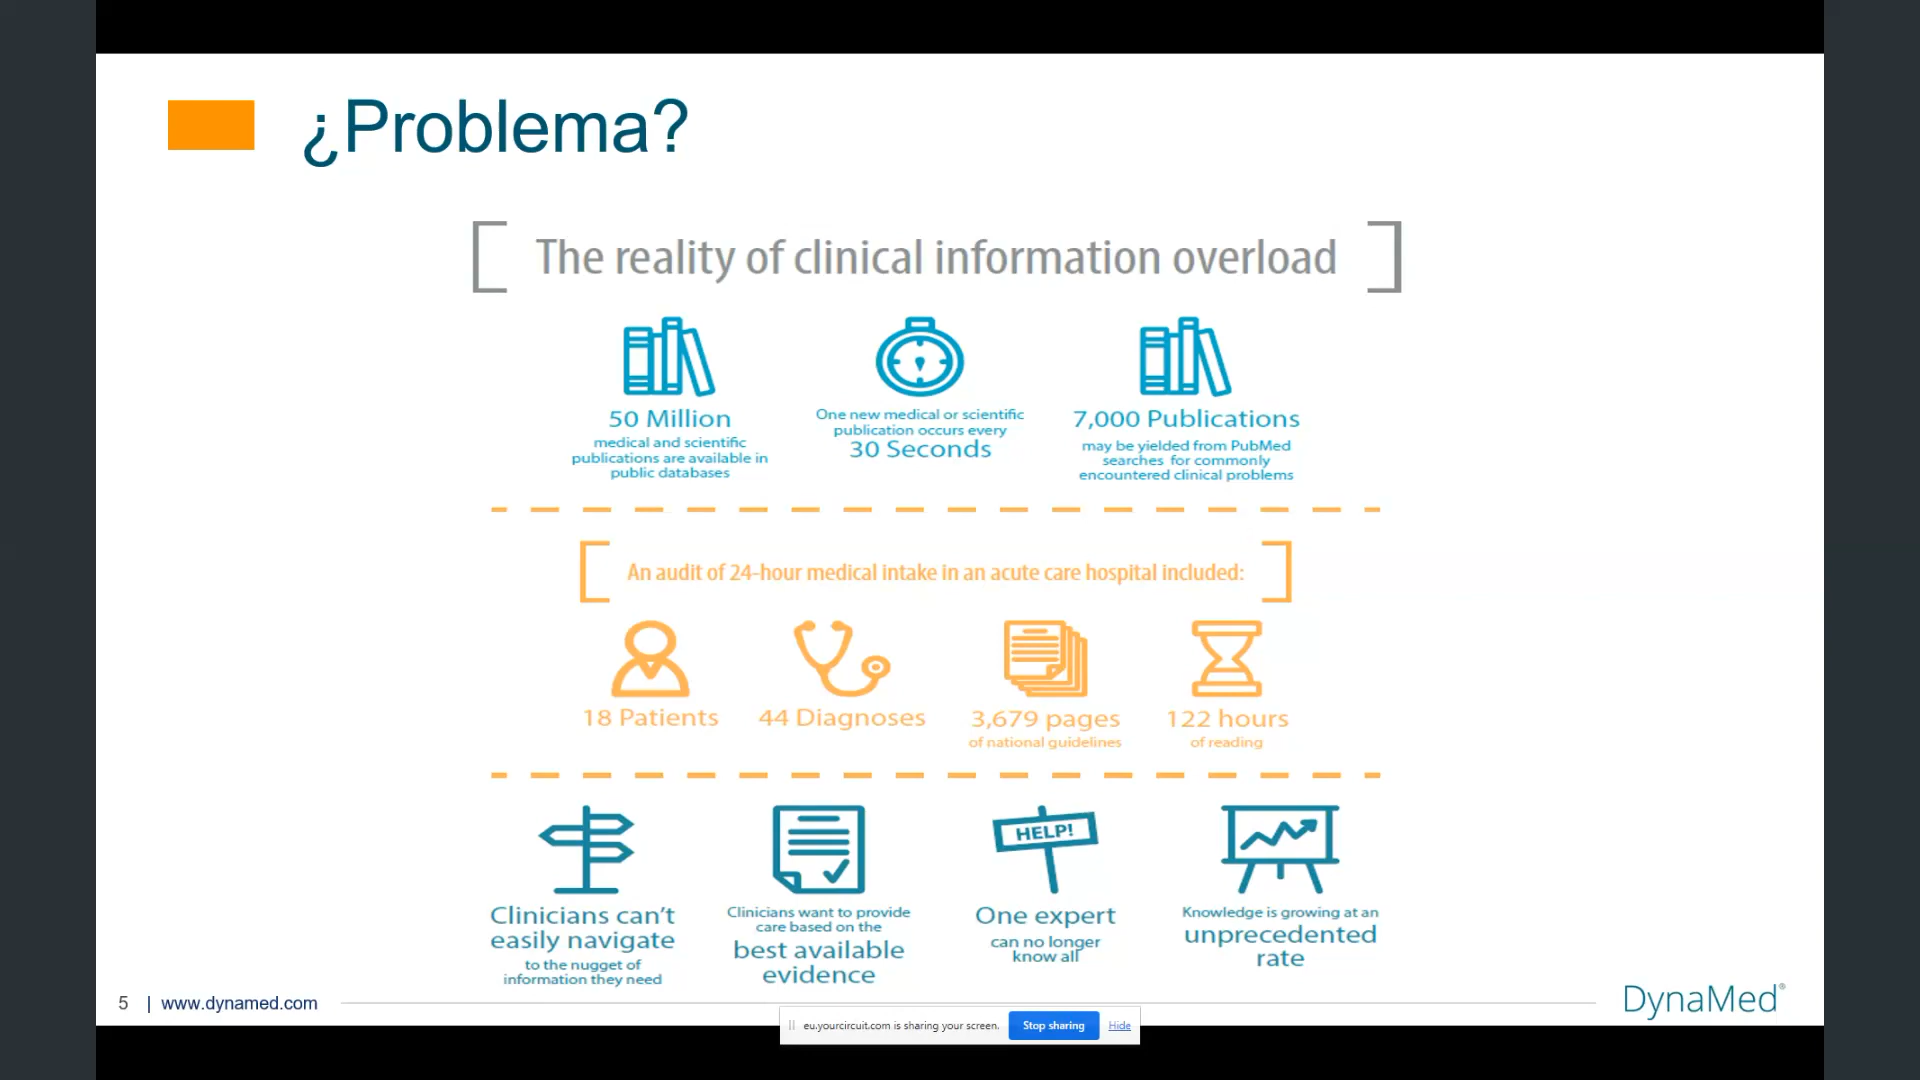 ¿Problema?
The reality of clinical information overload
50 Million
medical and scientific
publications are available in
public databases
One new medical or scientific
publication occurs every
30 Seconds
7,000 Publications
may be yielded from PubMed
searches for commonly
encountered clinical problems
An audit of 24-hour medical intake in an acute care hospital included:
18 Patients
44 Diagnoses
3,679 pages
of national guidelines
122 hours
of reading
Clinicians can't
easily navigate
to the nugget of
information they need
Clinicians want to provide
care based on the
best available
evidence
HELP!
One expert
can no longer
know all
Knowledge is growing at an
unprecedented
rate
5 | www.dynamed.com
DynaMed®
eu.yourcircuit.com is sharing your screen. Stop sharing Hide